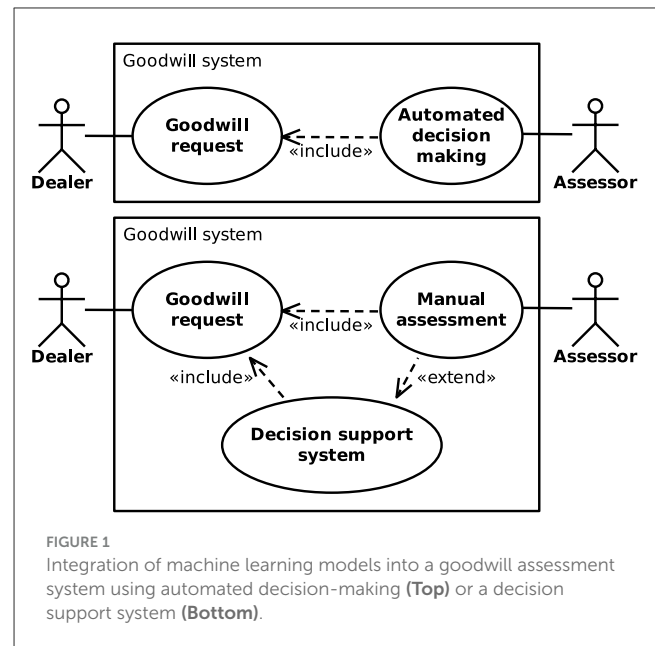 Goodwill system
Goodwill
request
«include»
Automated
decision
making
Dealer
Assessor
Goodwill system
Goodwill
request
«include»
Manual
assessment
Dealer
Assessor
«include»
«extend»
Decision support
system
FIGURE 1
Integration of machine learning models into a goodwill assessment
system using automated decision-making (Top) or a decision
support system (Bottom).